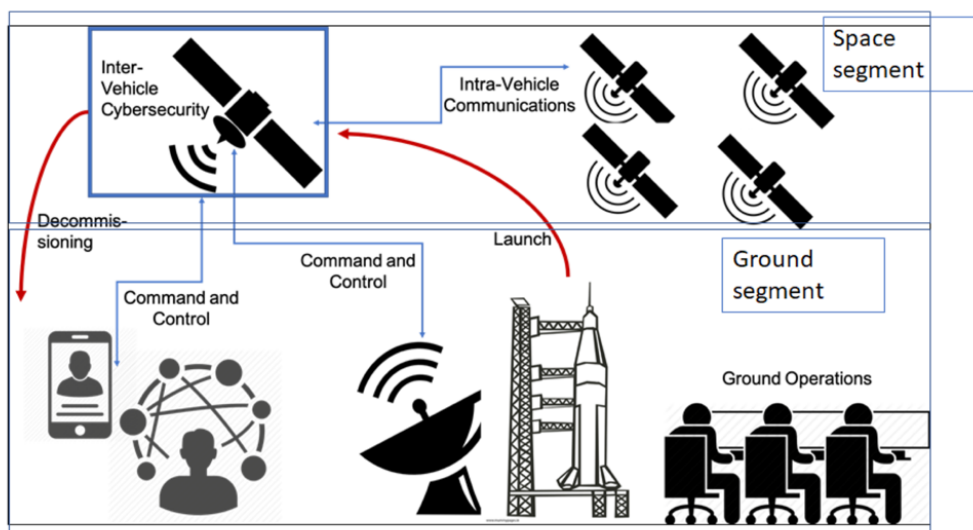 Space
segment
Inter-
Vehicle
Cybersecurity
Intra-Vehicle
Communications
Decommis-
sioning
Launch
Ground
segment
Command and
Control
Command and
Control
Ground Operations